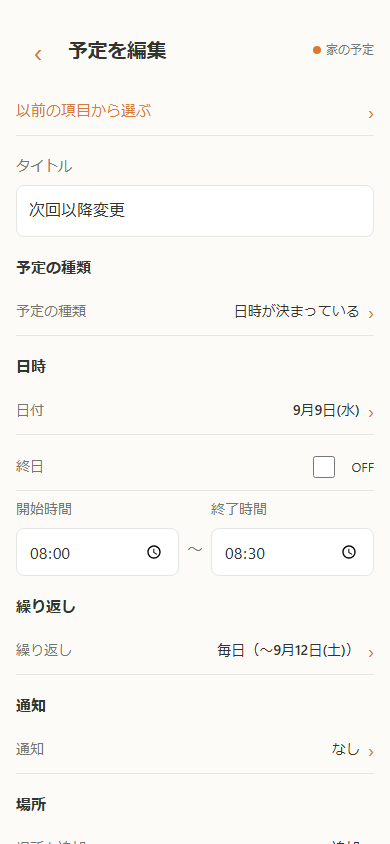 ‹ 予定を編集 家の予定
以前の項目から選ぶ ›
タイトル
次回以降変更
予定の種類
予定の種類 日時が決まっている ›
日時
日付 9月9日(水) ›
終日 OFF
開始時間 終了時間
08:00 ～ 08:30
繰り返し
繰り返し 毎日（～9月12日(土)） ›
通知
通知 なし ›
場所